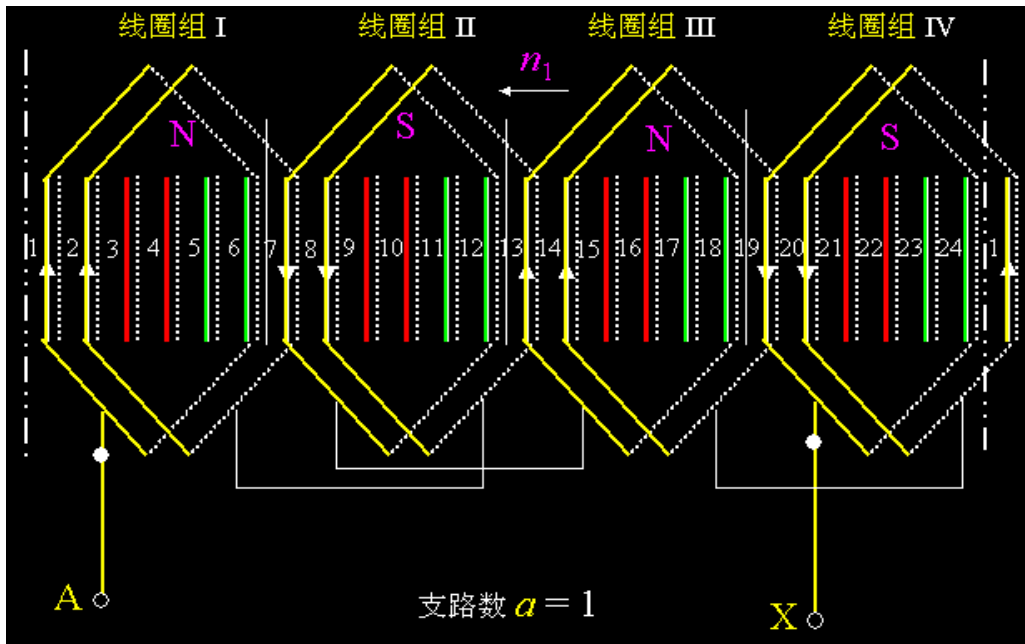 线圈组 I 线圈组 II 线圈组 III 线圈组 IV
n₁
N S N S
1 2 3 4 5 6 7 8 9 10 11 12 13 14 15 16 17 18 19 20 21 22 23 24 1
A 支路数 a = 1 X